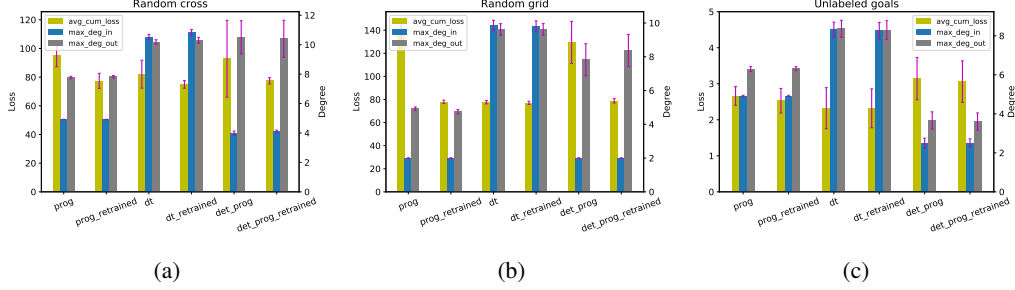 Random cross
avg_cum_loss
max_deg_in
max_deg_out
Loss
120
100
80
60
40
20
0
Degree
12
10
8
6
4
2
0
prog
prog_retrained
dt
dt_retrained
det_prog
det_prog_retrained
(a)
Random grid
avg_cum_loss
max_deg_in
max_deg_out
Loss
140
120
100
80
60
40
20
0
Degree
10
8
6
4
2
0
prog
prog_retrained
dt
dt_retrained
det_prog
det_prog_retrained
(b)
Unlabeled goals
avg_cum_loss
max_deg_in
max_deg_out
Loss
5
4
3
2
1
0
Degree
8
6
4
2
0
prog
prog_retrained
dt
dt_retrained
det_prog
det_prog_retrained
(c)